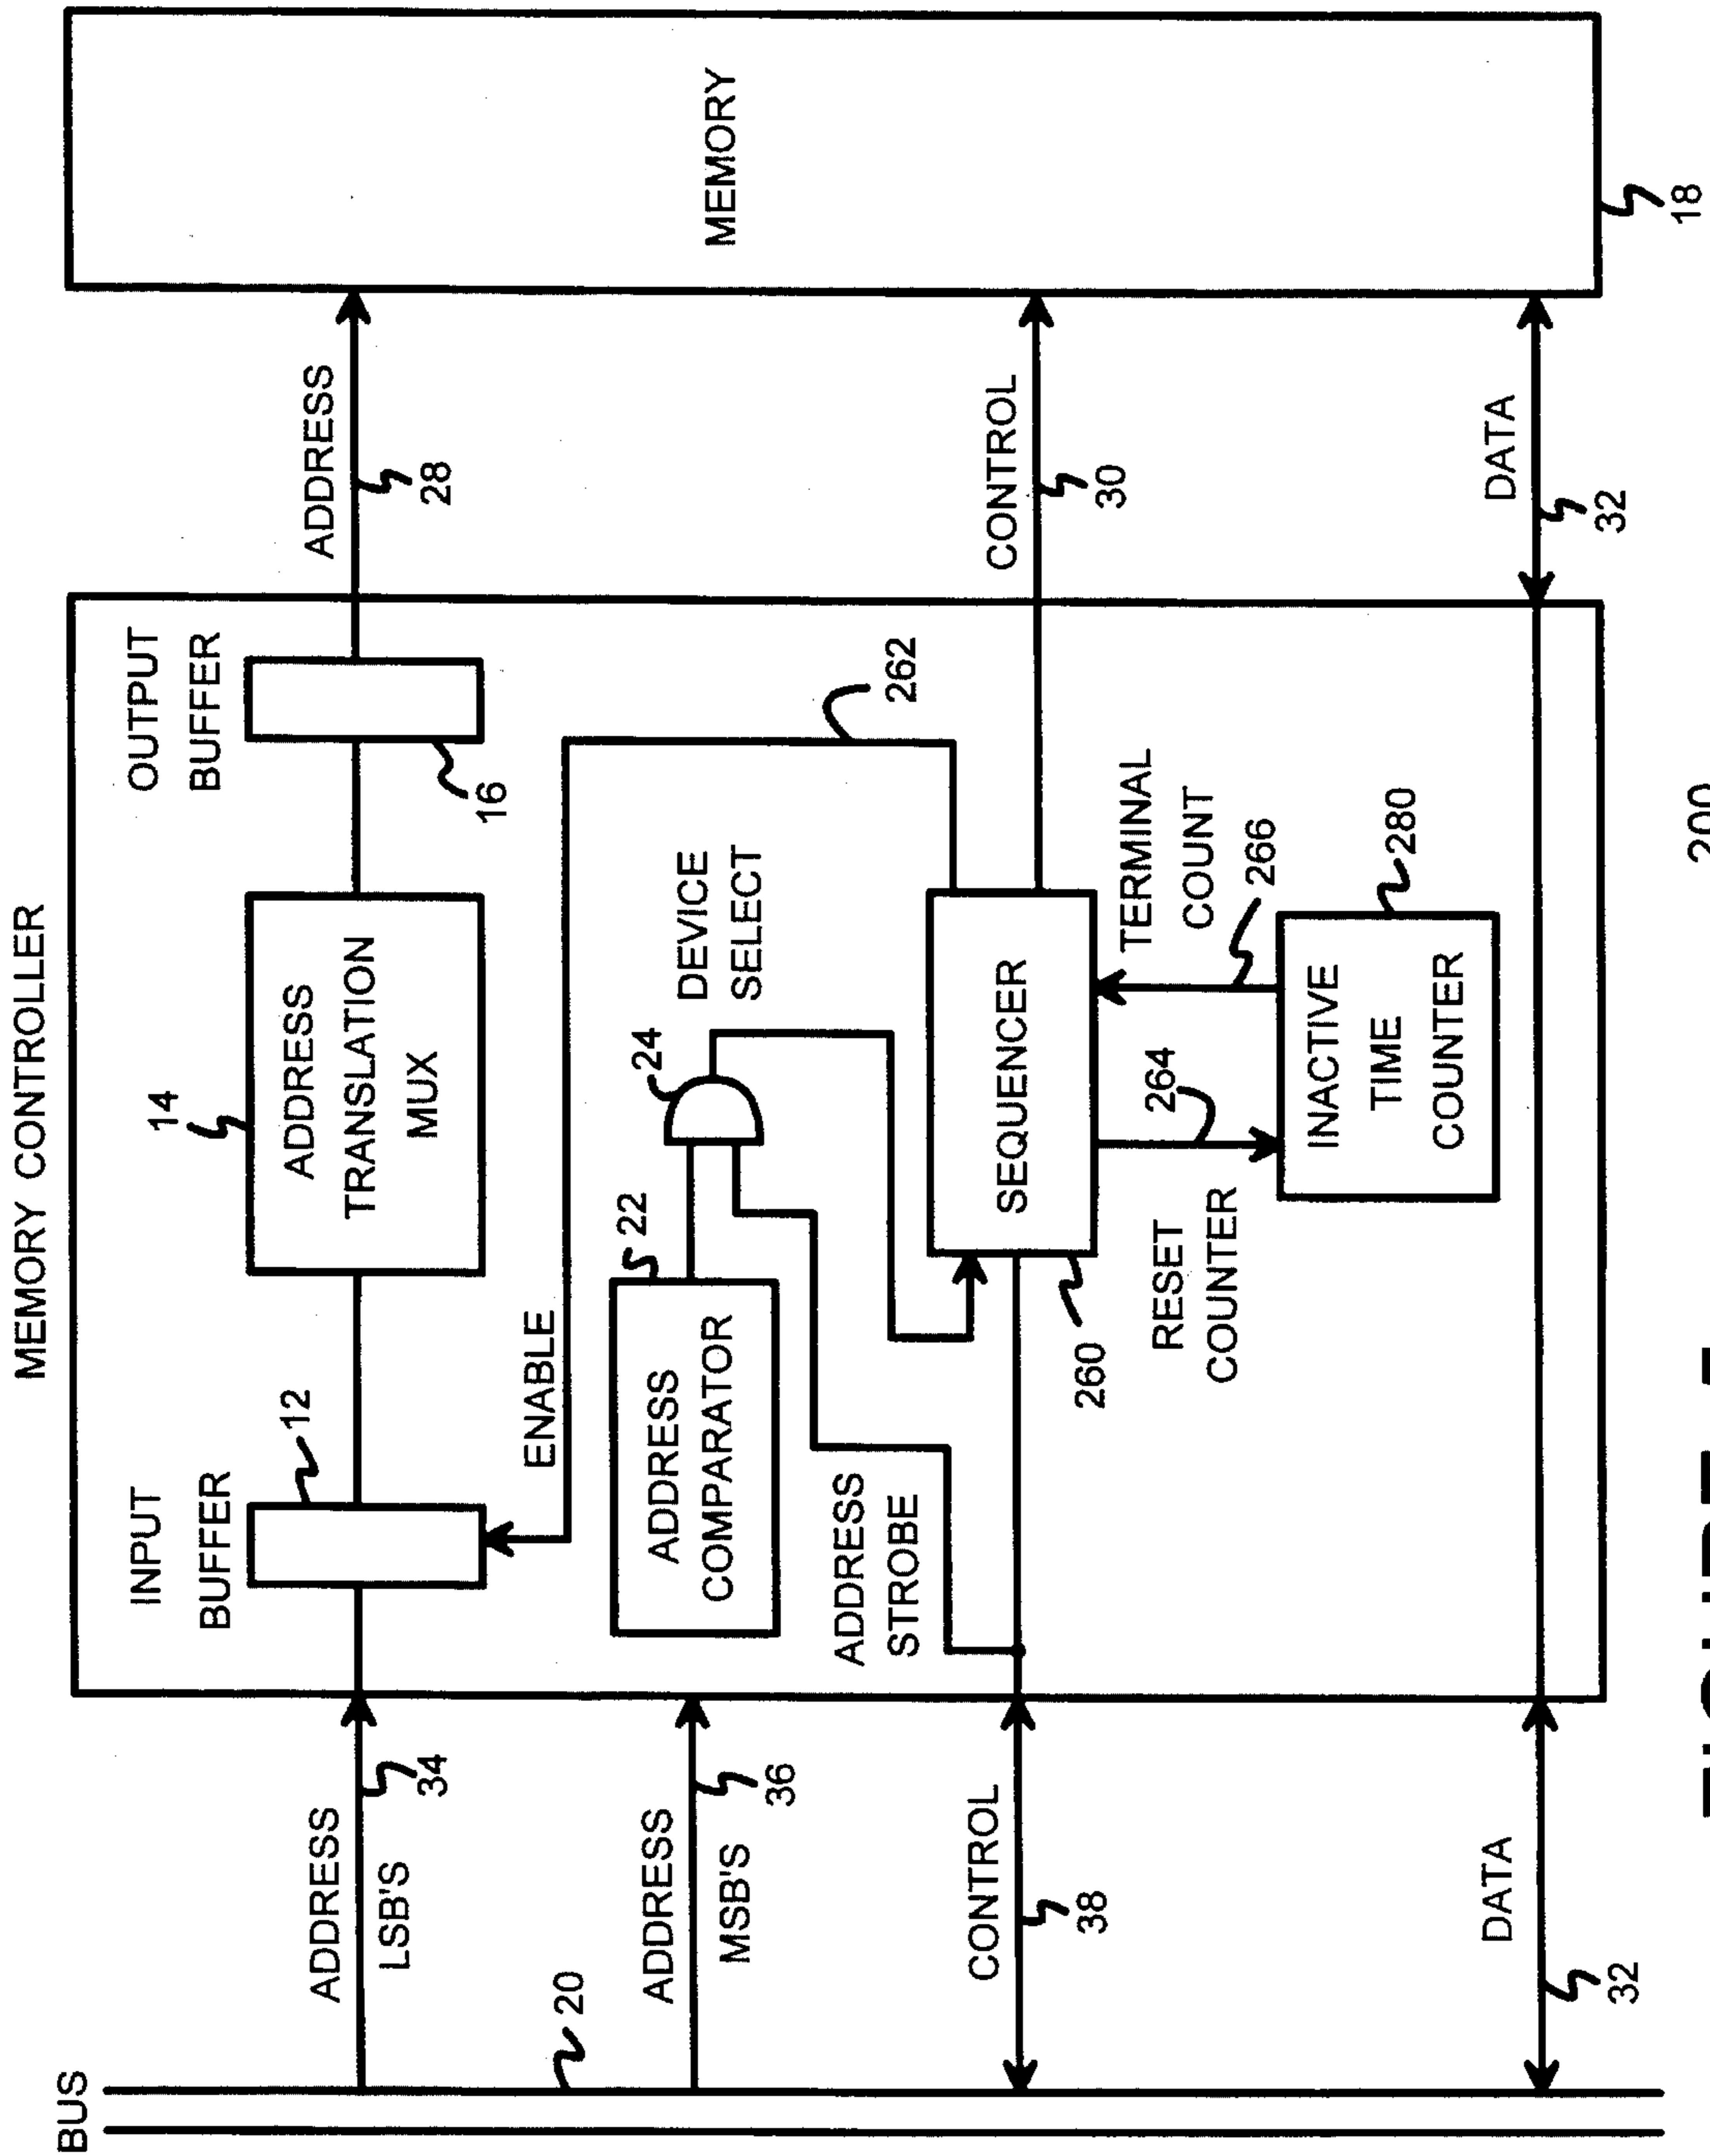 MEMORY CONTROLLER
BUS
ADDRESS
LSB'S
34
INPUT
BUFFER
12
14
ADDRESS
TRANSLATION
MUX
OUTPUT
BUFFER
16
ADDRESS
28
MEMORY
18
20
ENABLE
262
ADDRESS
MSB'S
36
ADDRESS
COMPARATOR
22
24
DEVICE
SELECT
ADDRESS
STROBE
CONTROL
38
SEQUENCER
260
CONTROL
30
RESET
COUNTER
264
TERMINAL
COUNT
266
INACTIVE
TIME
COUNTER
280
DATA
32
DATA
32
200